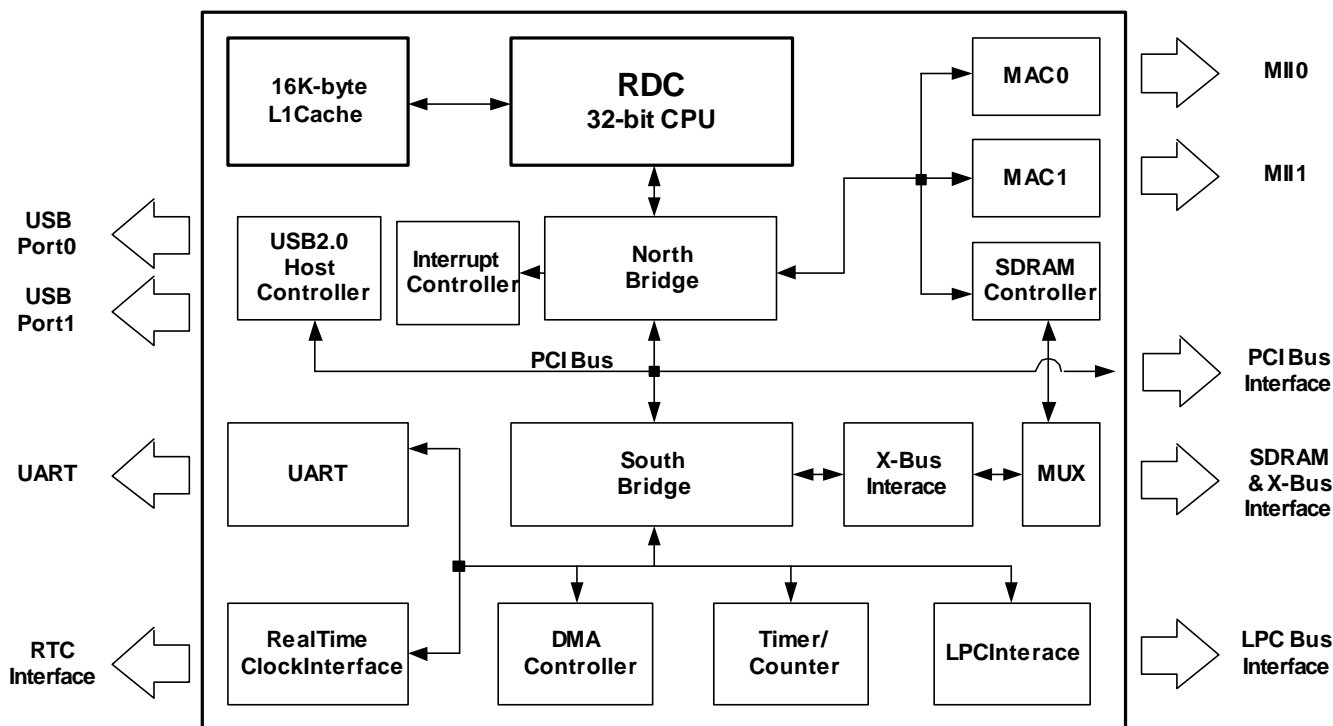 16K-byte
L1Cache
RDC
32-bit CPU
MAC0
MII0
MAC1
MII1
USB
Port0
USB
Port1
USB2.0
Host
Controller
Interrupt
Controller
North
Bridge
SDRAM
Controller
PCI Bus
PCI Bus
Interface
UART
UART
South
Bridge
X-Bus
Interace
MUX
SDRAM
& X-Bus
Interface
RTC
Interface
RealTime
ClockInterface
DMA
Controller
Timer/
Counter
LPCInterace
LPC Bus
Interface